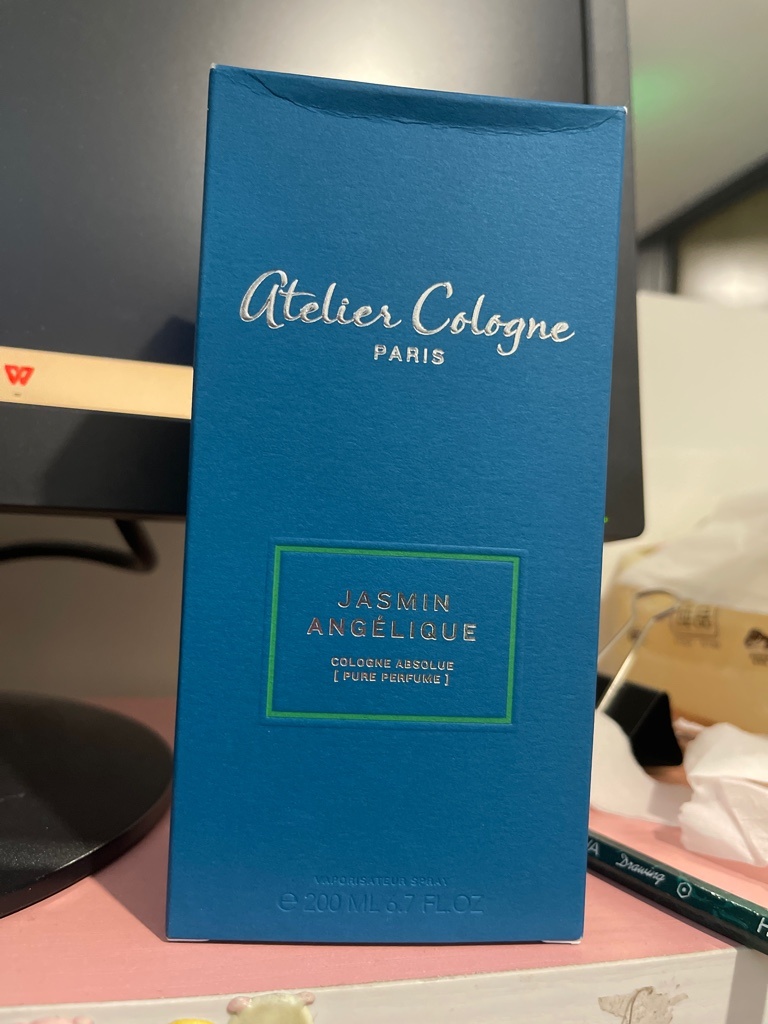 Atelier Cologne
PARIS
JASMIN
ANGÉLIQUE
COLOGNE ABSOLUE
[ PURE PERFUME ]
VAPORISATEUR SPRAY
℮ 200 ML 6.7 FL.OZ
Drawing